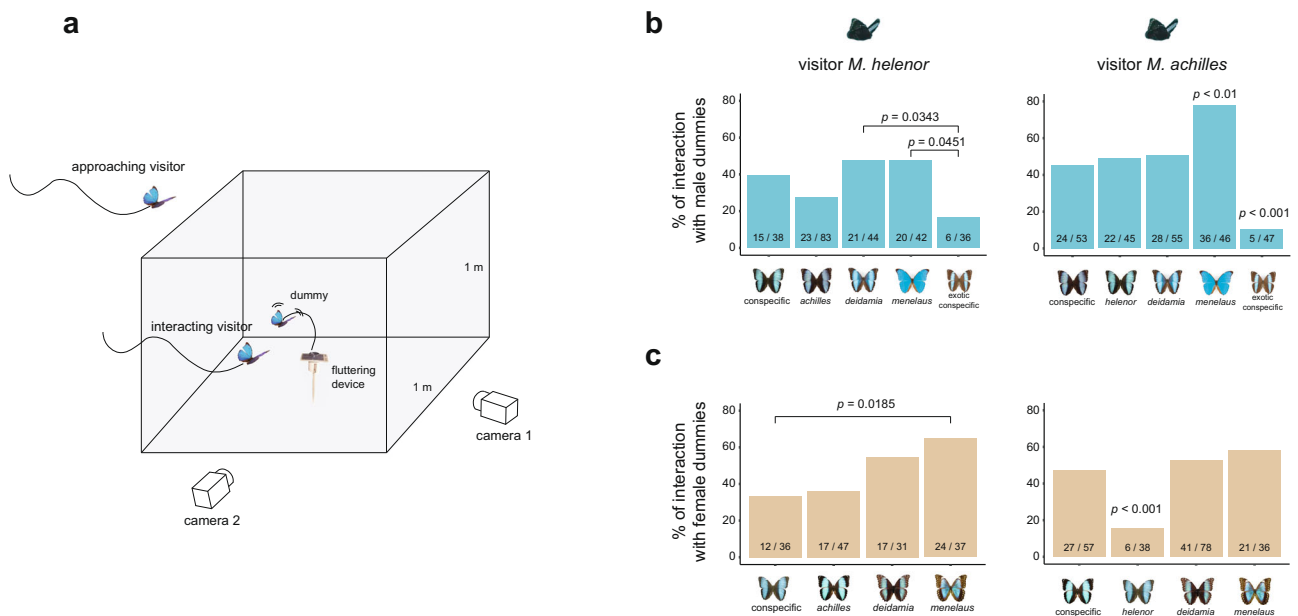 a
approaching visitor
1 m
dummy
interacting visitor
fluttering
device
1 m
camera 1
camera 2
b
visitor M. helenor
visitor M. achilles
% of interaction
with male dummies
80
60
40
20
0
p = 0.0343
p = 0.0451
15 / 38
23 / 83
21 / 44
20 / 42
6 / 36
conspecific
achilles
deidamia
menelaus
exotic
conspecific
80
60
40
20
0
p < 0.01
p < 0.001
24 / 53
22 / 45
28 / 55
36 / 46
5 / 47
conspecific
helenor
deidamia
menelaus
exotic
conspecific
c
% of interaction
with female dummies
80
60
40
20
0
p = 0.0185
12 / 36
17 / 47
17 / 31
24 / 37
conspecific
achilles
deidamia
menelaus
80
60
40
20
0
p < 0.001
27 / 57
6 / 38
41 / 78
21 / 36
conspecific
helenor
deidamia
menelaus